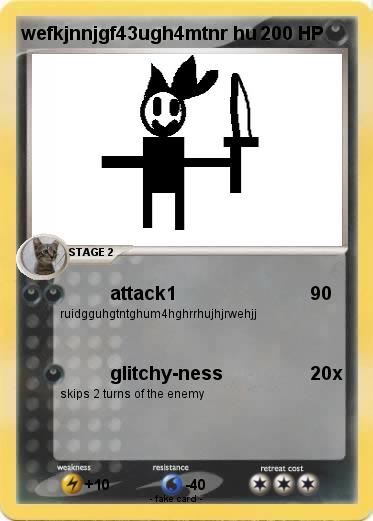 wefkjnnjgf43ugh4mtnr hu 200 HP
STAGE 2
attack1 90
ruidgguhgtntghum4hghrrhujhjrwehjj
glitchy-ness 20x
skips 2 turns of the enemy
weakness resistance retreat cost
+10 -40
- fake card -